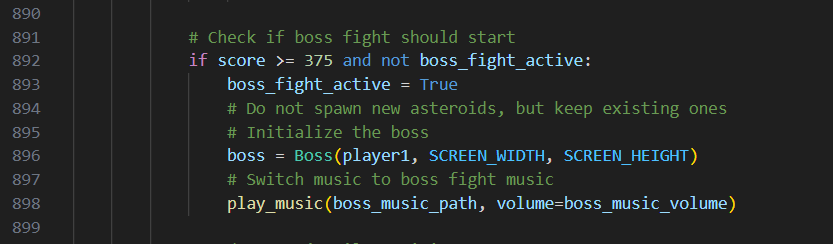 890
891 # Check if boss fight should start
892 if score >= 375 and not boss_fight_active:
893 boss_fight_active = True
894 # Do not spawn new asteroids, but keep existing ones
895 # Initialize the boss
896 boss = Boss(player1, SCREEN_WIDTH, SCREEN_HEIGHT)
897 # Switch music to boss fight music
898 play_music(boss_music_path, volume=boss_music_volume)
899